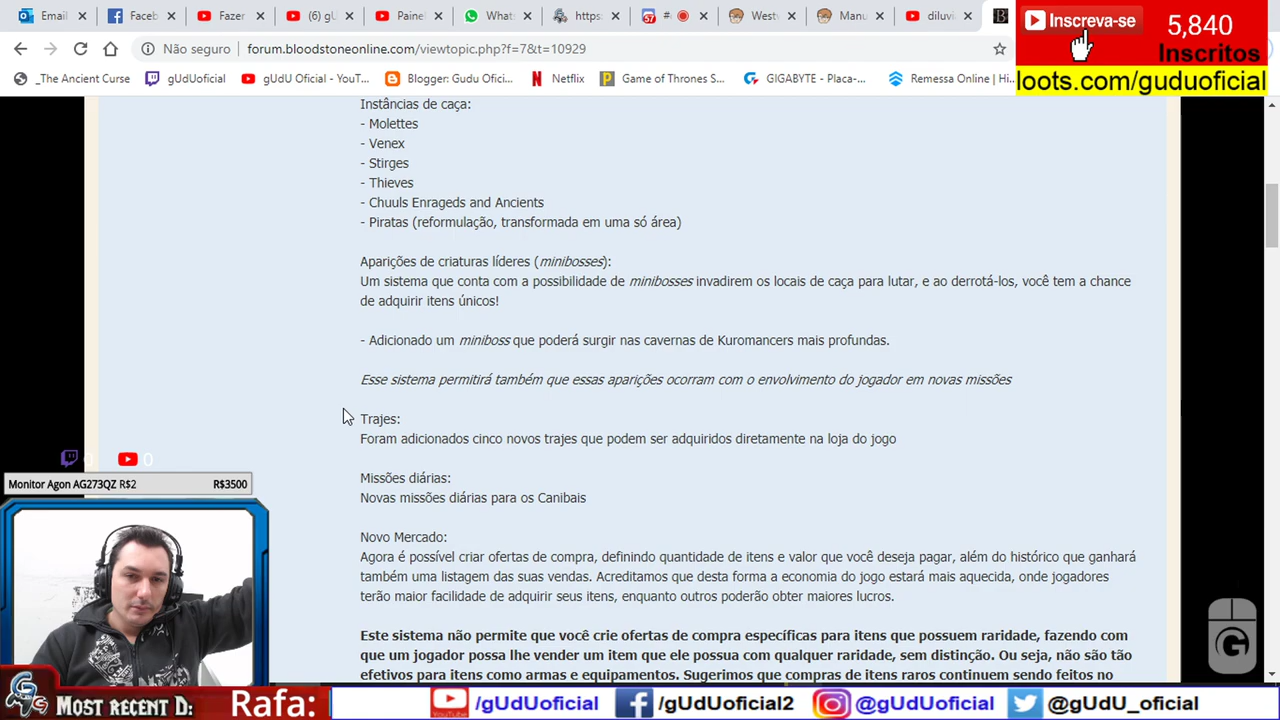 Email
Faceb
Fazer
(6) gU
Paine
Whats
https:
#
Westv
Manu
diluvia
Inscreva-se
5,840
Inscritos
loots.com/guduoficial
Não seguro
forum.bloodstoneonline.com/viewtopic.php?f=7&t=10929
_The Ancient Curse
gUdUoficial
gUdU Oficial - YouT...
Blogger: Gudu Ofici...
Netflix
Game of Thrones S...
GIGABYTE - Placa-...
Remessa Online | Hi...
Instâncias de caça:
- Molettes
- Venex
- Stirges
- Thieves
- Chuuls Enrageds and Ancients
- Piratas (reformulação, transformada em uma só área)
Aparições de criaturas líderes (minibosses):
Um sistema que conta com a possibilidade de minibosses invadirem os locais de caça para lutar, e ao derrotá-los, você tem a chance
de adquirir itens únicos!
- Adicionado um miniboss que poderá surgir nas cavernas de Kuromancers mais profundas.
Esse sistema permitirá também que essas aparições ocorram com o envolvimento do jogador em novas missões
Trajes:
Foram adicionados cinco novos trajes que podem ser adquiridos diretamente na loja do jogo
Missões diárias:
Novas missões diárias para os Canibais
Novo Mercado:
Agora é possível criar ofertas de compra, definindo quantidade de itens e valor que você deseja pagar, além do histórico que ganhará
também uma listagem das suas vendas. Acreditamos que desta forma a economia do jogo estará mais aquecida, onde jogadores
terão maior facilidade de adquirir seus itens, enquanto outros poderão obter maiores lucros.
Este sistema não permite que você crie ofertas de compra específicas para itens que possuem raridade, fazendo com
que um jogador possa lhe vender um item que ele possua com qualquer raridade, sem distinção. Ou seja, não são tão
efetivos para itens como armas e equipamentos. Sugerimos que compras de itens raros continuem sendo feitos no
0
0
Monitor Agon AG273QZ R$2
R$3500
G
Most recent D:
Rafa:
/gUdUoficial
/gUdUoficial2
@gUdUoficial
@gUdU_oficial